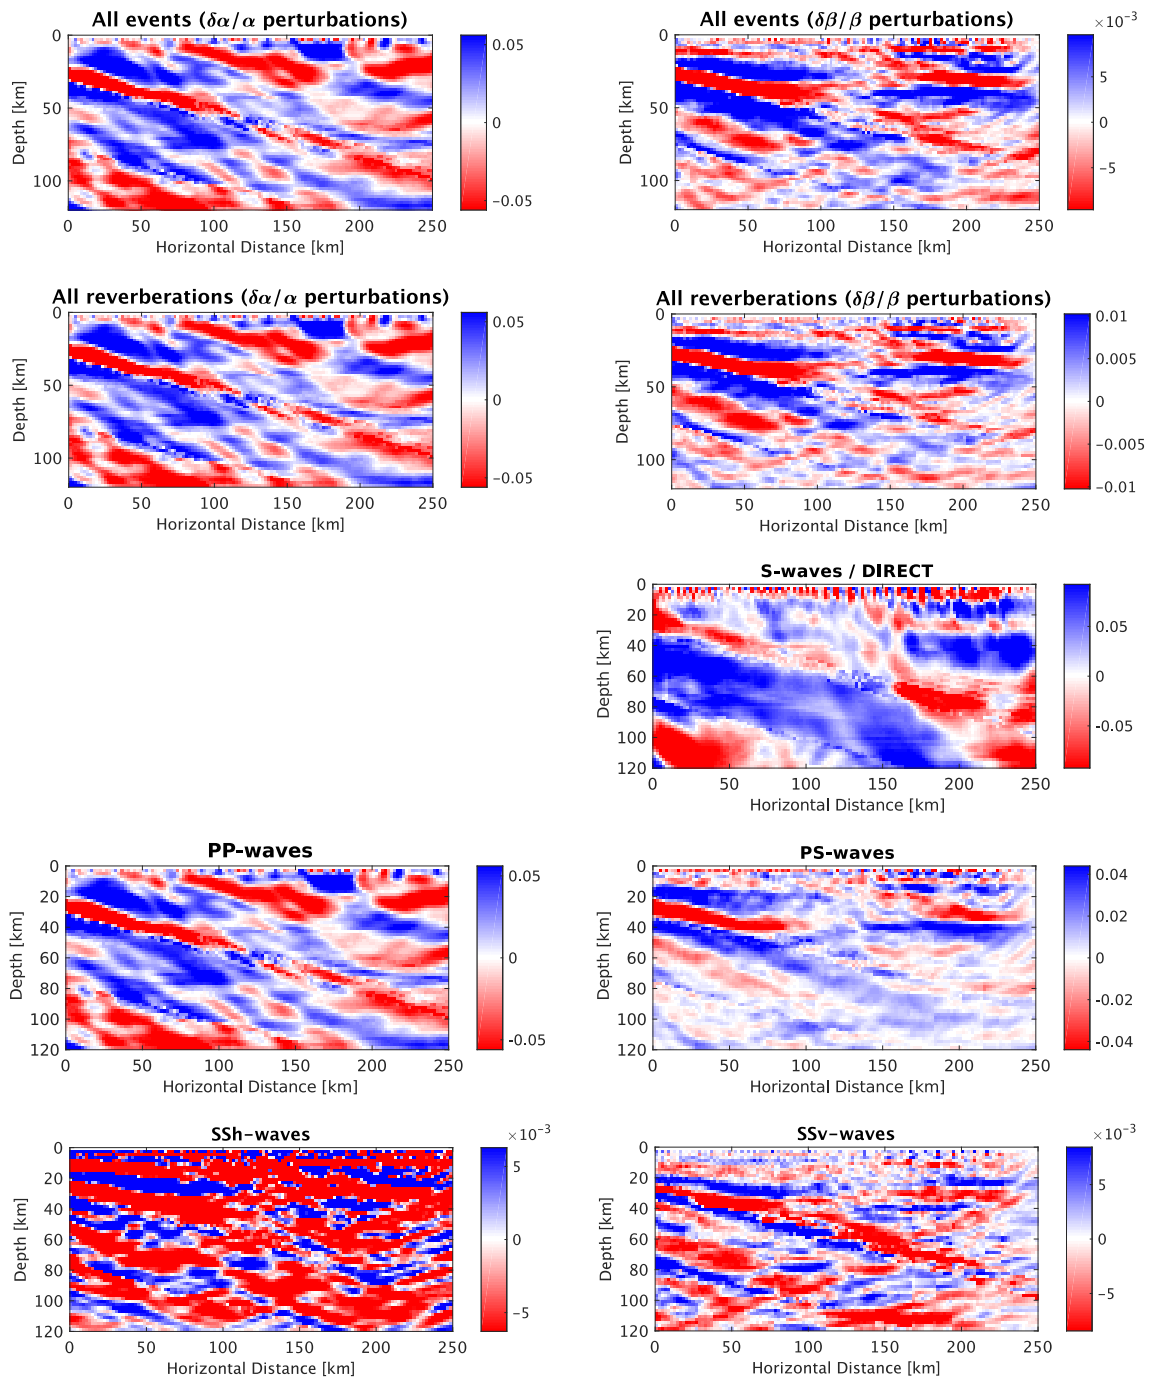 All events (δα/α perturbations)
0
50
100
Depth [km]
0 50 100 150 200 250
Horizontal Distance [km]
0.05
0
−0.05
All events (δβ/β perturbations)
×10⁻³
0
50
100
Depth [km]
0 50 100 150 200 250
Horizontal Distance [km]
5
0
−5
All reverberations (δα/α perturbations)
0
50
100
Depth [km]
0 50 100 150 200 250
Horizontal Distance [km]
0.05
0
−0.05
All reverberations (δβ/β perturbations)
0
50
100
Depth [km]
0 50 100 150 200 250
Horizontal Distance [km]
0.01
0.005
0
−0.005
−0.01
S-waves / DIRECT
0
20
40
60
80
100
120
Depth [km]
0 50 100 150 200 250
Horizontal Distance [km]
0.05
0
−0.05
PP-waves
0
20
40
60
80
100
120
Depth [km]
0 50 100 150 200 250
Horizontal Distance [km]
0.05
0
-0.05
PS-waves
0
20
40
60
80
100
120
Depth [km]
0 50 100 150 200 250
Horizontal Distance [km]
0.04
0.02
0
-0.02
-0.04
SSh-waves
×10⁻³
0
20
40
60
80
100
120
Depth [km]
0 50 100 150 200 250
Horizontal Distance [km]
5
0
−5
SSv-waves
×10⁻³
0
20
40
60
80
100
120
Depth [km]
0 50 100 150 200 250
Horizontal Distance [km]
5
0
−5